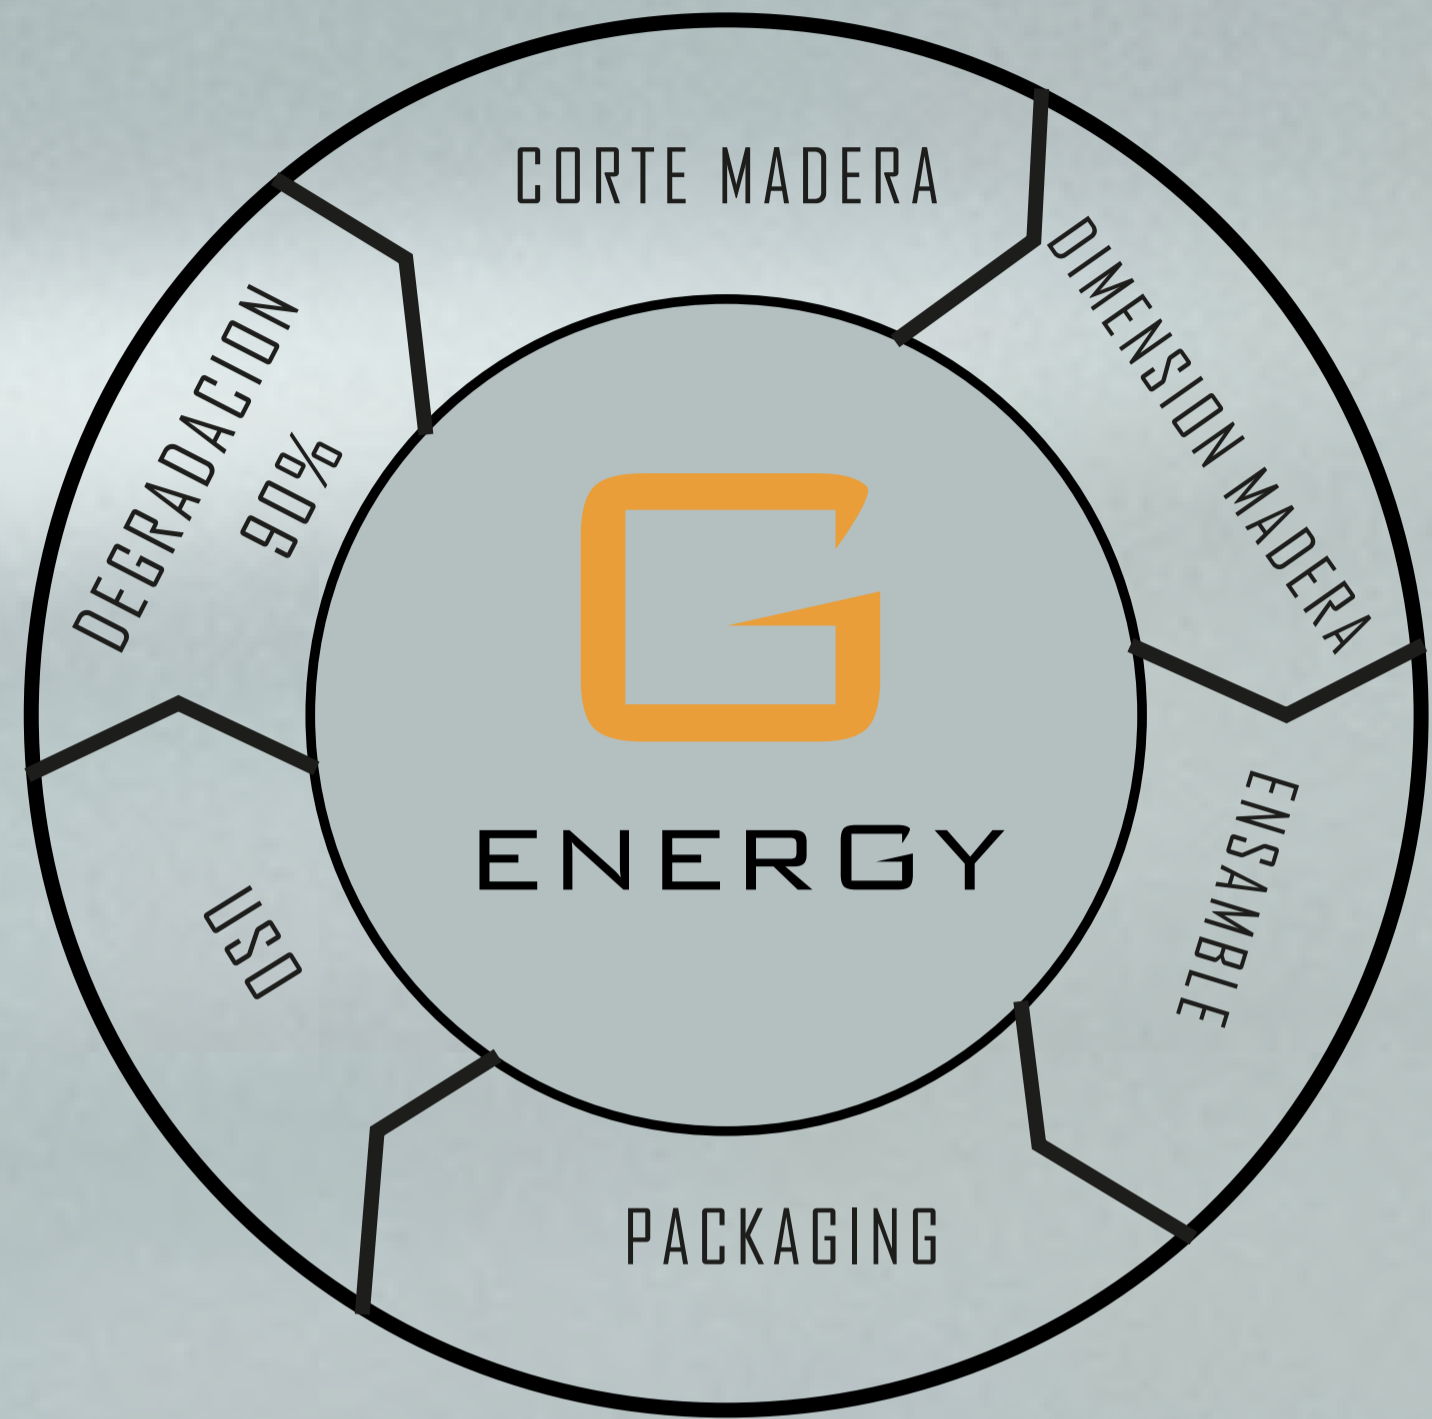 CORTE MADERA
DIMENSION MADERA
ENSAMBLE
PACKAGING
USO
DEGRADACION
90%
G
ENERGY